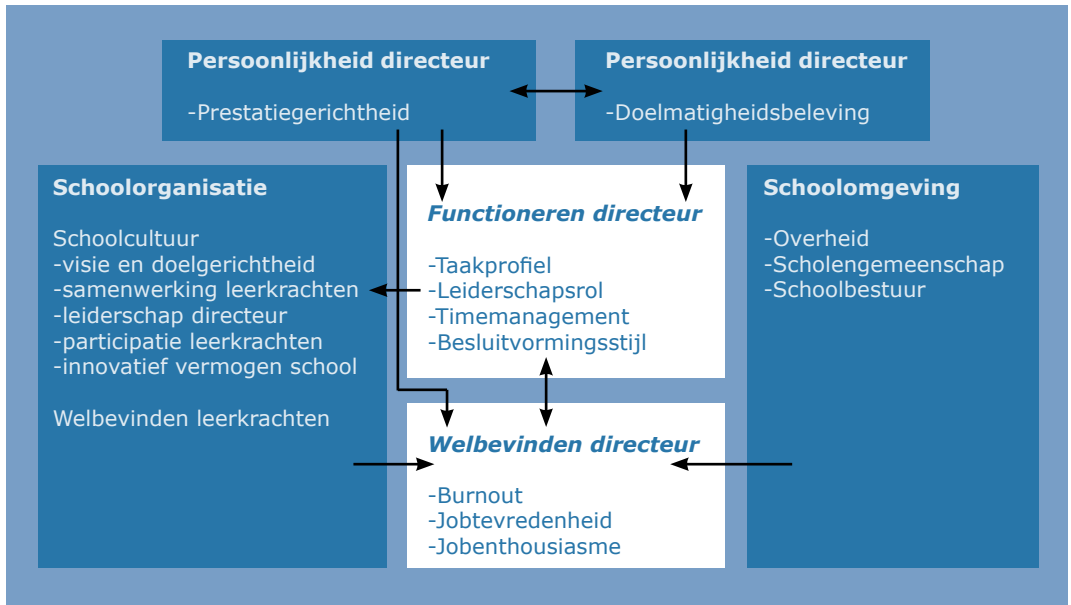 Persoonlijkheid directeur
-Prestatiegerichtheid
Persoonlijkheid directeur
-Doelmatigheidsbeleving
Schoolorganisatie
Schoolcultuur
-visie en doelgerichtheid
-samenwerking leerkrachten
-leiderschap directeur
-participatie leerkrachten
-innovatief vermogen school
Welbevinden leerkrachten
Functioneren directeur
-Taakprofiel
-Leiderschapsrol
-Timemanagement
-Besluitvormingsstijl
Welbevinden directeur
-Burnout
-Jobtevredenheid
-Jobenthousiasme
Schoolomgeving
-Overheid
-Scholengemeenschap
-Schoolbestuur